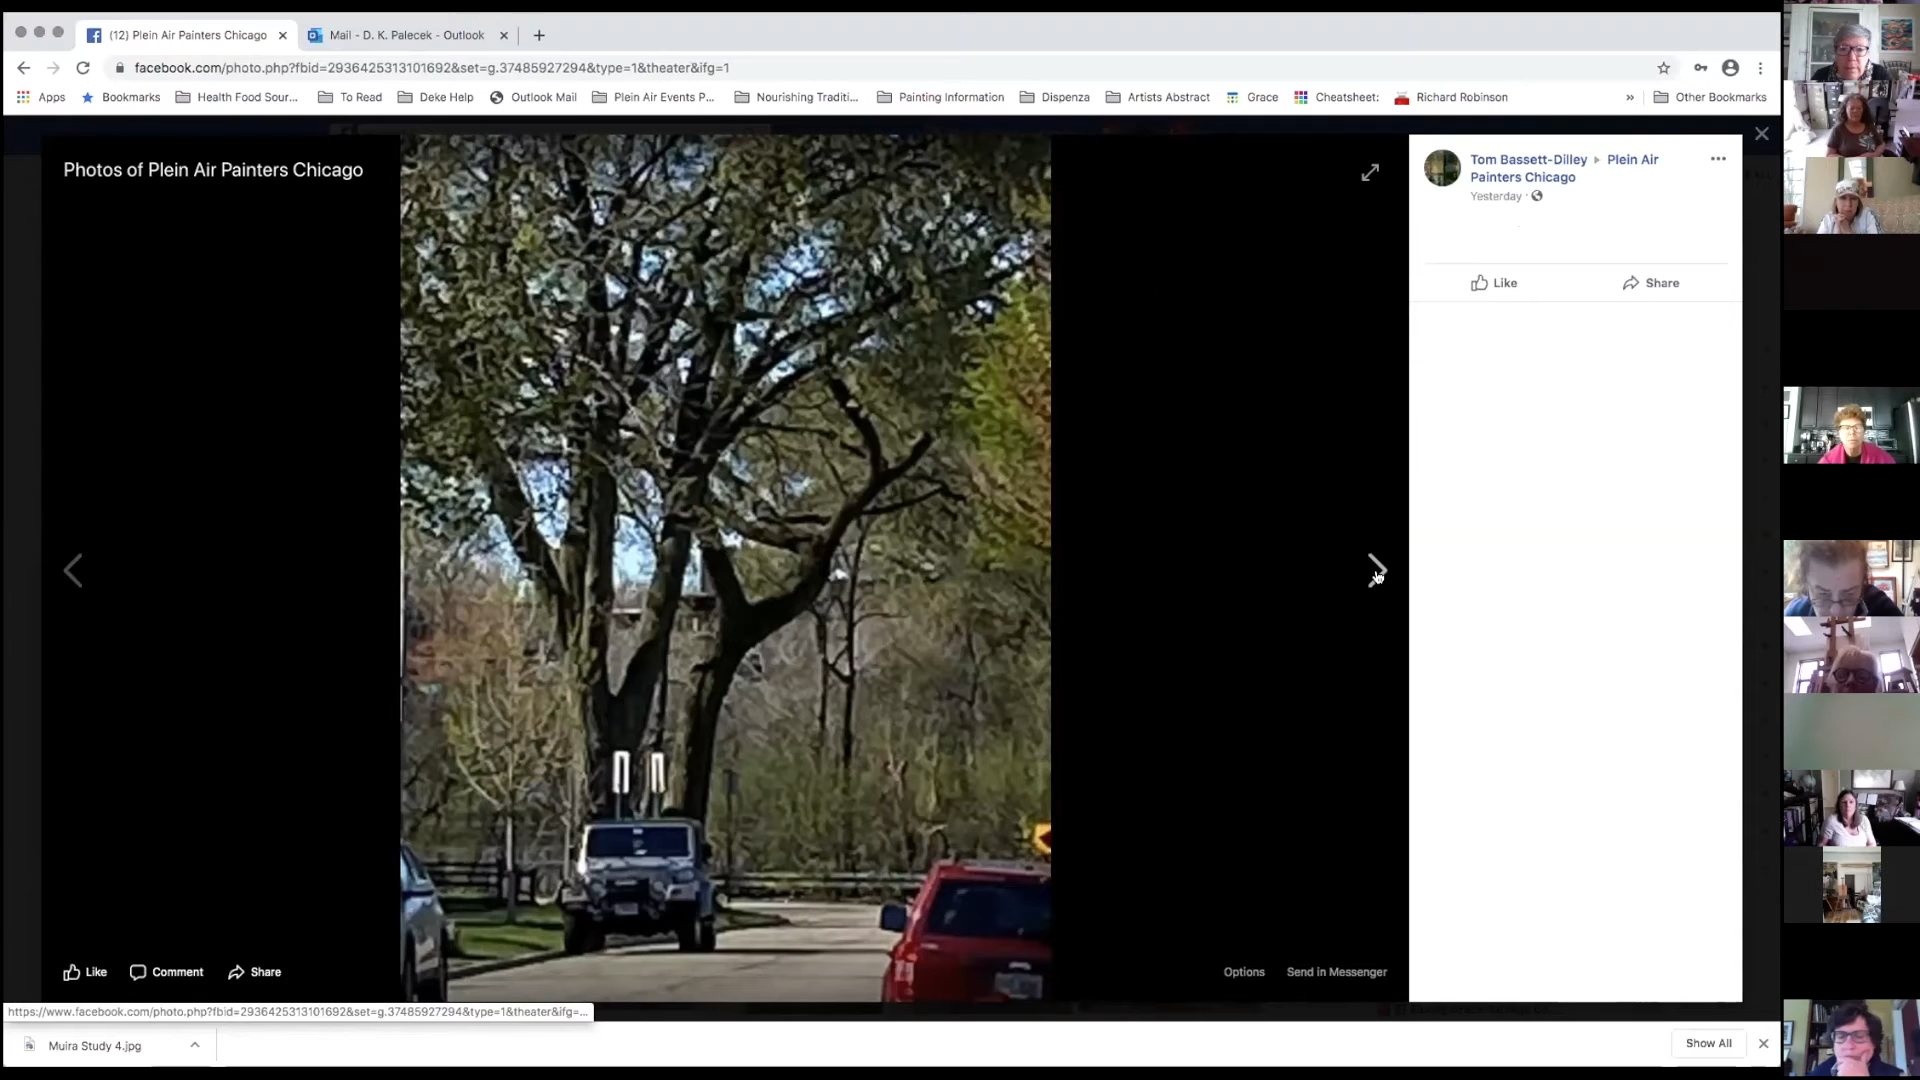 (12) Plein Air Painters Chicago
Mail - D. K. Palecek - Outlook
facebook.com/photo.php?fbid=2936425313101692&set=g.37485927294&type=1&theater&ifg=1
Apps
Bookmarks
Health Food Sour...
To Read
Deke Help
Outlook Mail
Plein Air Events P...
Nourishing Traditi...
Painting Information
Dispenza
Artists Abstract
Grace
Cheatsheet:
Richard Robinson
»
Other Bookmarks
Photos of Plein Air Painters Chicago
Tom Bassett-Dilley ▸ Plein Air
Painters Chicago
Yesterday ·
Like
Share
Like
Comment
Share
Options
Send in Messenger
https://www.facebook.com/photo.php?fbid=2936425313101692&set=g.37485927294&type=1&theater&ifg=...
Muira Study 4.jpg
Show All